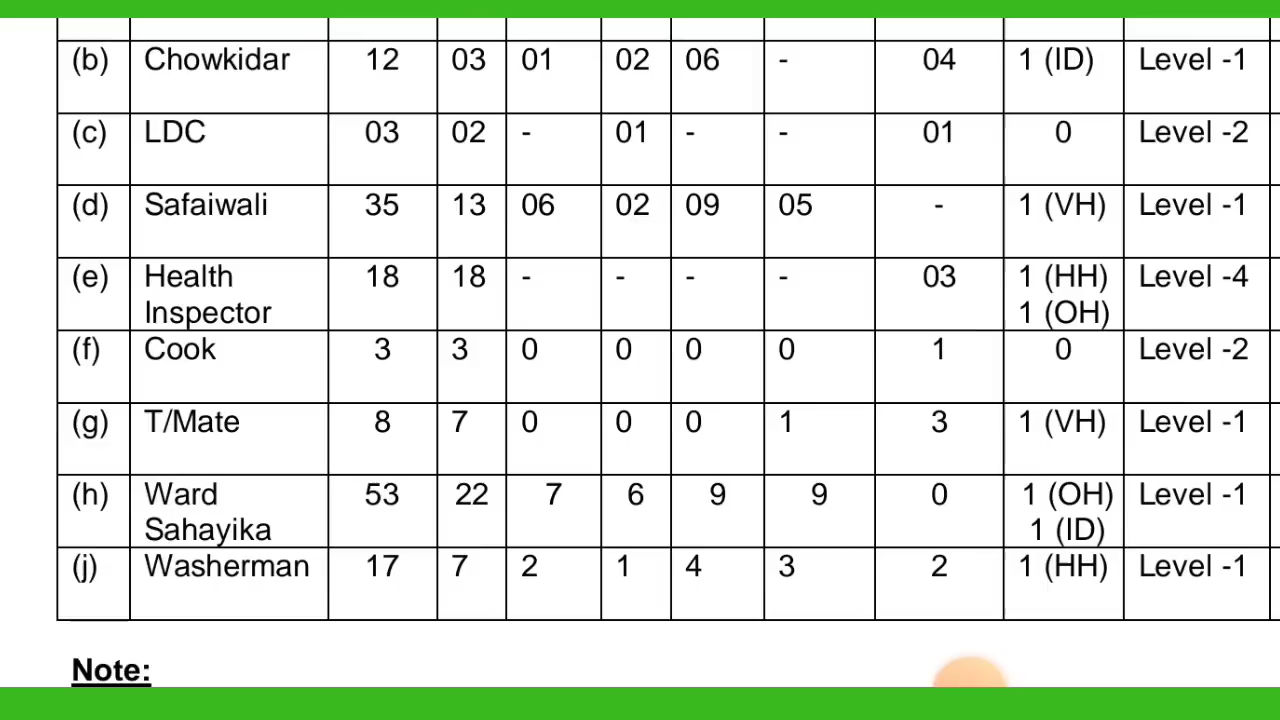 (b) Chowkidar 12 03 01 02 06 - 04 1 (ID) Level -1
(c) LDC 03 02 - 01 - - 01 0 Level -2
(d) Safaiwali 35 13 06 02 09 05 - 1 (VH) Level -1
(e) Health 18 18 - - - - 03 1 (HH) Level -4
Inspector 1 (OH)
(f) Cook 3 3 0 0 0 0 1 0 Level -2
(g) T/Mate 8 7 0 0 0 1 3 1 (VH) Level -1
(h) Ward 53 22 7 6 9 9 0 1 (OH) Level -1
Sahayika 1 (ID)
(j) Washerman 17 7 2 1 4 3 2 1 (HH) Level -1
Note: